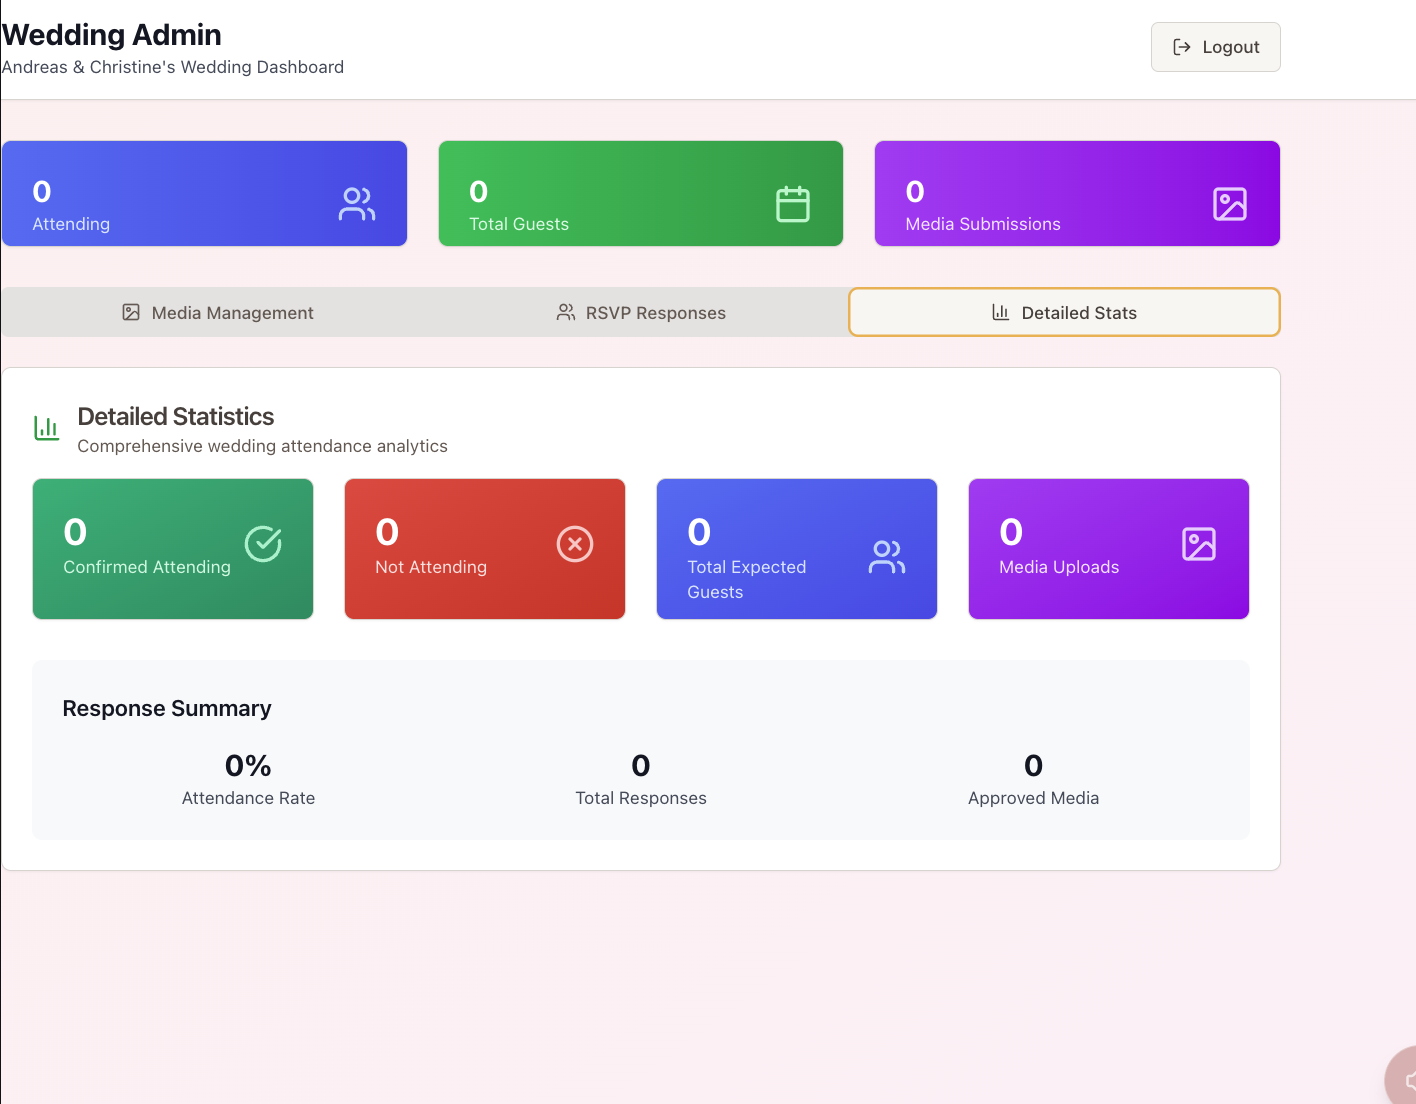 Wedding Admin
Andreas & Christine's Wedding Dashboard
Logout
0
Attending
0
Total Guests
0
Media Submissions
Media Management
RSVP Responses
Detailed Stats
Detailed Statistics
Comprehensive wedding attendance analytics
0
Confirmed Attending
0
Not Attending
0
Total Expected
Guests
0
Media Uploads
Response Summary
0%
Attendance Rate
0
Total Responses
0
Approved Media